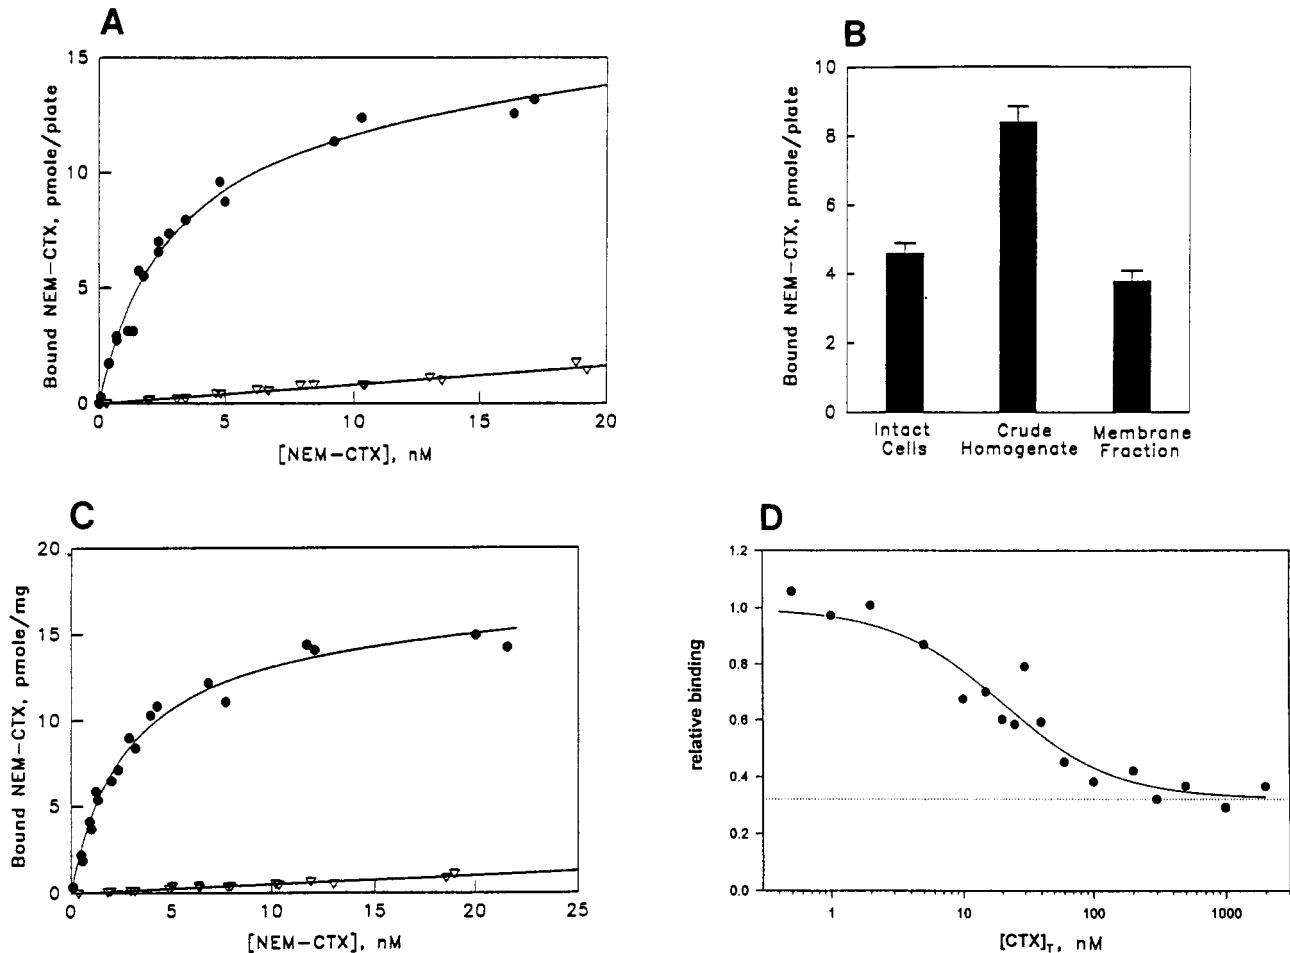 A
15
10
5
0
Bound NEM-CTX, pmole/plate
0
5
10
15
20
[NEM-CTX], nM
B
10
8
6
4
2
0
Bound NEM-CTX, pmole/plate
Intact
Cells
Crude
Homogenate
Membrane
Fraction
C
20
15
10
5
0
Bound NEM-CTX, pmole/mg
0
5
10
15
20
25
[NEM-CTX], nM
D
1.2
1.0
0.8
0.6
0.4
0.2
0.0
relative binding
1
10
100
1000
[CTX]T, nM